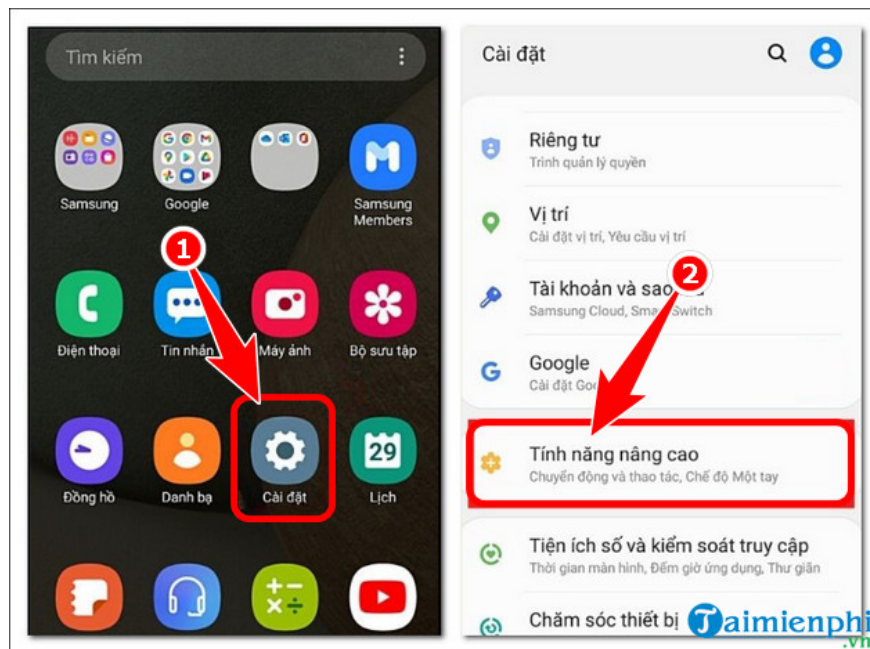 Tìm kiếm
Samsung
Google
Samsung
Members
1
Điện thoại
Tin nhắn
Máy ảnh
Bộ sưu tập
29
Đồng hồ
Danh bạ
Cài đặt
Lịch
Cài đặt
Riêng tư
Trình quản lý quyền
Vị trí
Cài đặt vị trí, Yêu cầu vị trí
2
Tài khoản và sao
Samsung Cloud, Smart Switch
Google
Cài đặt
Tính năng nâng cao
Chuyển động và thao tác, Chế độ Một tay
Tiện ích số và kiểm soát truy cập
Thời gian màn hình, Đếm giờ ứng dụng, Thư giãn
Chăm sóc thiết bị
Taimienphi
.vn